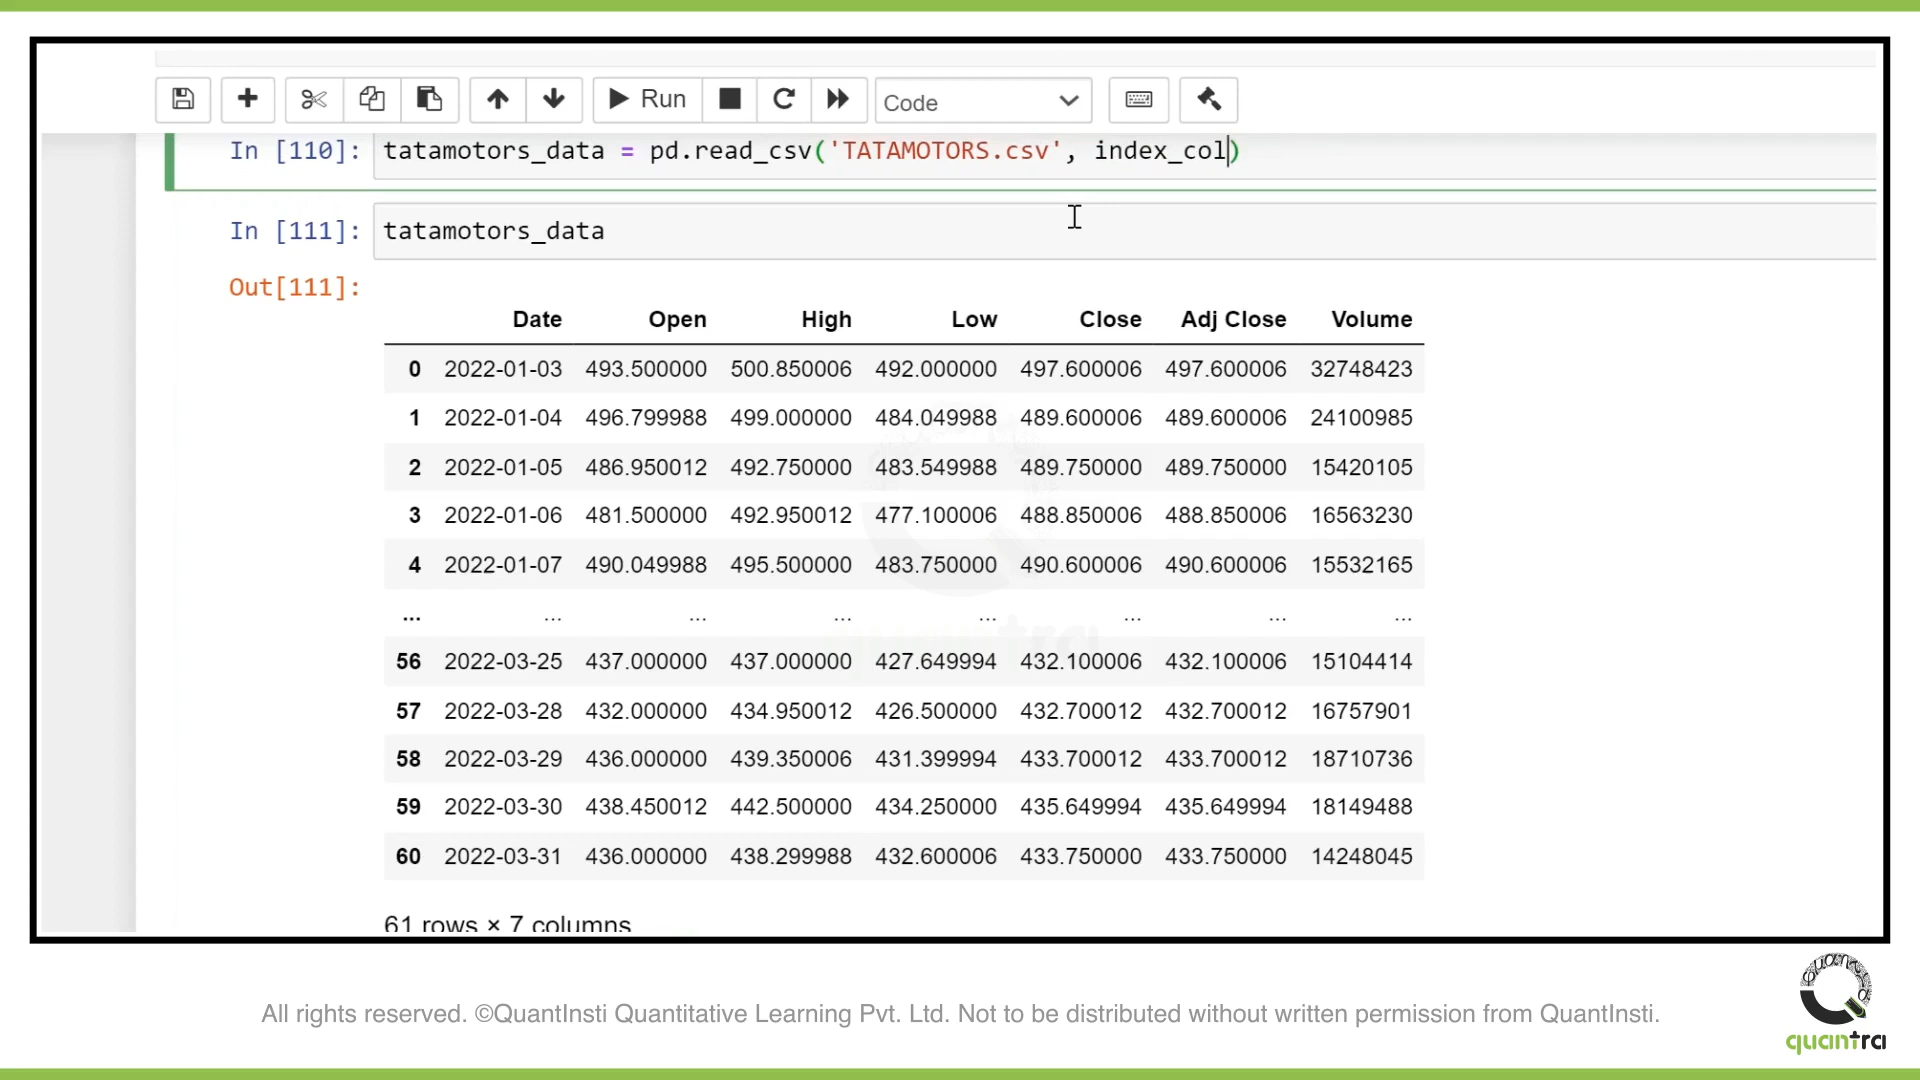 Run
Code
In [110]: tatamotors_data = pd.read_csv('TATAMOTORS.csv', index_col)
In [111]: tatamotors_data
Out[111]:
Date Open High Low Close Adj Close Volume
0 2022-01-03 493.500000 500.850006 492.000000 497.600006 497.600006 32748423
1 2022-01-04 496.799988 499.000000 484.049988 489.600006 489.600006 24100985
2 2022-01-05 486.950012 492.750000 483.549988 489.750000 489.750000 15420105
3 2022-01-06 481.500000 492.950012 477.100006 488.850006 488.850006 16563230
4 2022-01-07 490.049988 495.500000 483.750000 490.600006 490.600006 15532165
... ... ... ... ... ... ... ...
56 2022-03-25 437.000000 437.000000 427.649994 432.100006 432.100006 15104414
57 2022-03-28 432.000000 434.950012 426.500000 432.700012 432.700012 16757901
58 2022-03-29 436.000000 439.350006 431.399994 433.700012 433.700012 18710736
59 2022-03-30 438.450012 442.500000 434.250000 435.649994 435.649994 18149488
60 2022-03-31 436.000000 438.299988 432.600006 433.750000 433.750000 14248045
61 rows × 7 columns
All rights reserved. ©QuantInsti Quantitative Learning Pvt. Ltd. Not to be distributed without written permission from QuantInsti.
quantra